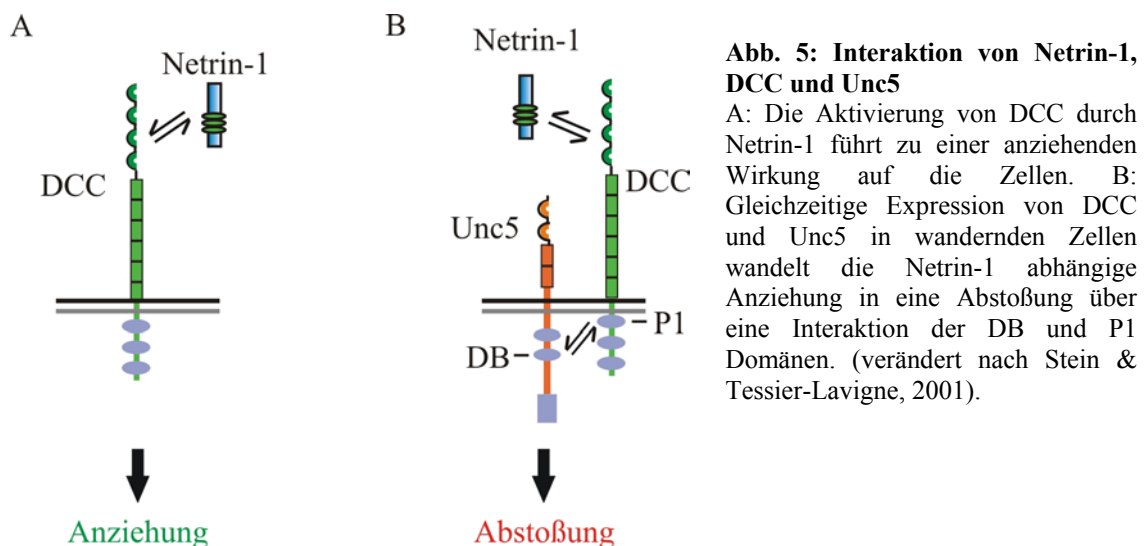 A
Netrin-1
DCC
Anziehung
B
Netrin-1
DCC
Unc5
P1
DB
Abstoßung
Abb. 5: Interaktion von Netrin-1,
DCC und Unc5
A: Die Aktivierung von DCC durch
Netrin-1 führt zu einer anziehenden
Wirkung auf die Zellen. B:
Gleichzeitige Expression von DCC
und Unc5 in wandernden Zellen
wandelt die Netrin-1 abhängige
Anziehung in eine Abstoßung über
eine Interaktion der DB und P1
Domänen. (verändert nach Stein &
Tessier-Lavigne, 2001).